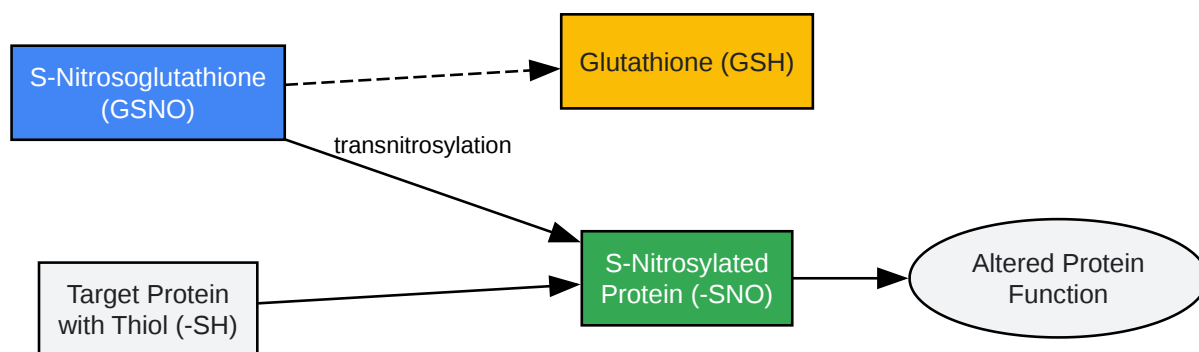 S-Nitrosoglutathione
(GSNO)
Glutathione (GSH)
transnitrosylation
Target Protein
with Thiol (-SH)
S-Nitrosylated
Protein (-SNO)
Altered Protein
Function